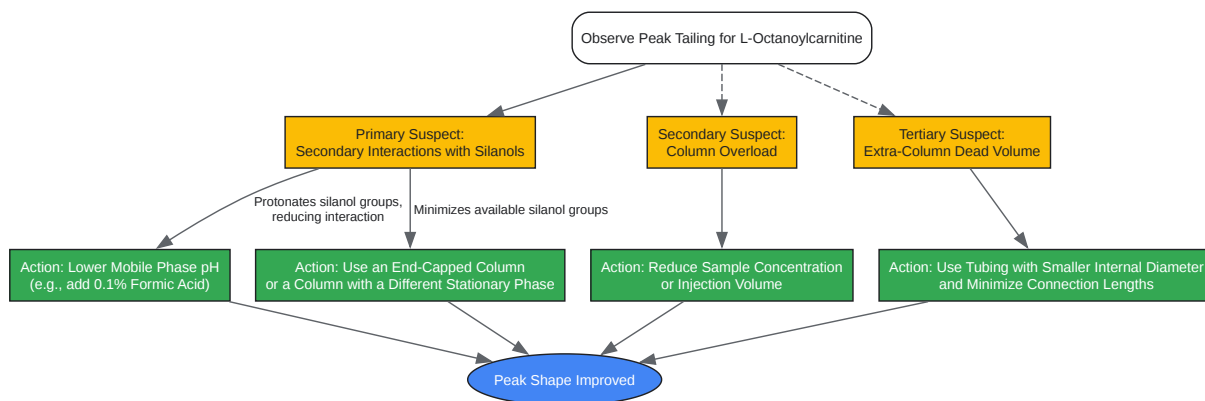 Observe Peak Tailing for L-Octanoylcarnitine
Primary Suspect:
Secondary Interactions with Silanols
Secondary Suspect:
Column Overload
Tertiary Suspect:
Extra-Column Dead Volume
Protonates silanol groups,
reducing interaction
Minimizes available silanol groups
Action: Lower Mobile Phase pH
(e.g., add 0.1% Formic Acid)
Action: Use an End-Capped Column
or a Column with a Different Stationary Phase
Action: Reduce Sample Concentration
or Injection Volume
Action: Use Tubing with Smaller Internal Diameter
and Minimize Connection Lengths
Peak Shape Improved